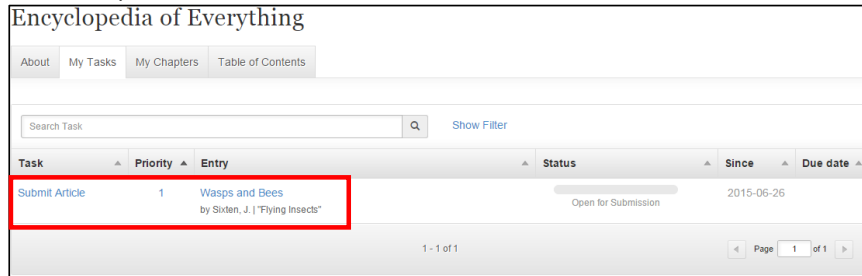 Encyclopedia of Everything
About My Tasks My Chapters Table of Contents
Search Task Show Filter
Task Priority Entry Status Since Due date
Submit Article 1 Wasps and Bees 2015-06-26
by Sixten, J. | "Flying Insects" Open for Submission
1 - 1 of 1 Page 1 of 1